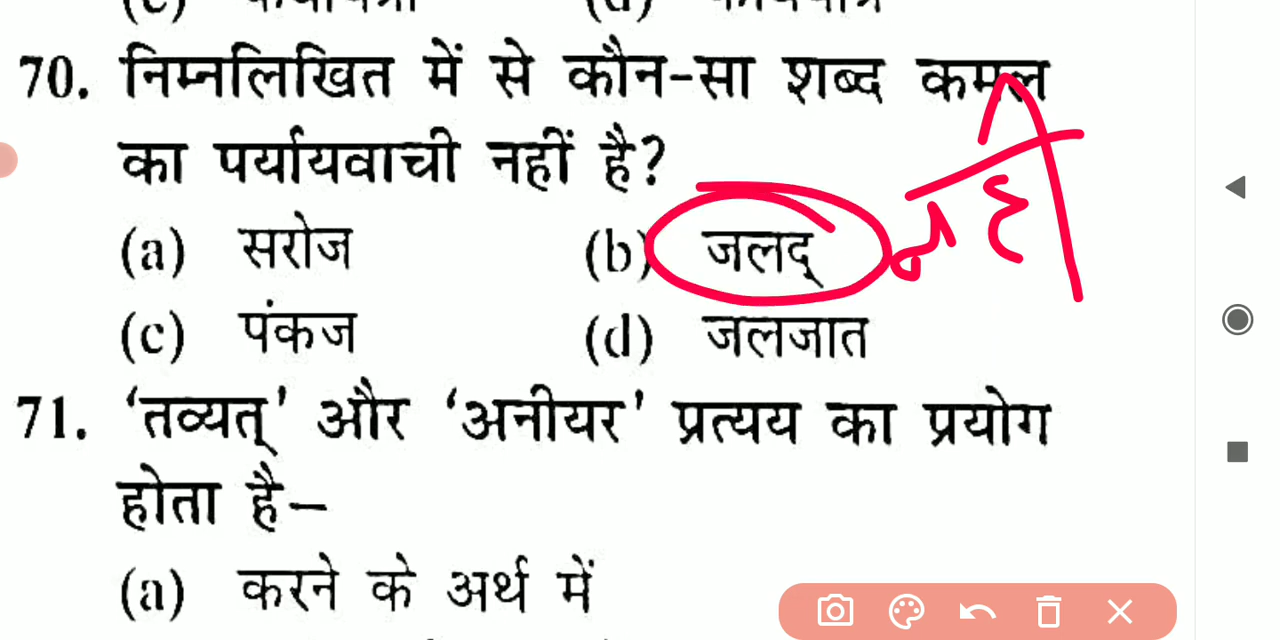 70. निम्नलिखित में से कौन-सा शब्द कमल
का पर्यायवाची नहीं है?
(a) सरोज (b) जलद्
नही
(c) पंकज (d) जलजात
71. ‘तव्यत्’ और ‘अनीयर’ प्रत्यय का प्रयोग
होता है–
(a) करने के अर्थ में